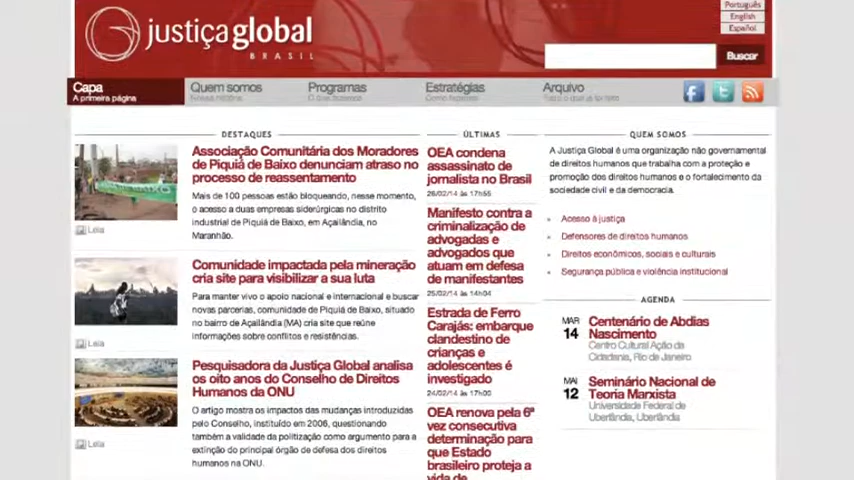 Português
English
Español
justiçaglobal
BRASIL
Buscar
Capa
A primeira página
Quem somos
Nossa história
Programas
O que fazemos
Estratégias
Como fazemos
Arquivo
DESTAQUES
Associação Comunitária dos Moradores
de Piquiá de Baixo denunciam atraso no
processo de reassentamento
Mais de 100 pessoas estão bloqueando, nesse momento,
o acesso a duas empresas siderúrgicas no distrito
industrial de Piquiá de Baixo, em Açailândia, no
Maranhão.
Leia
Comunidade impactada pela mineração
cria site para visibilizar a sua luta
Para manter vivo o apoio nacional e internacional e buscar
novas parcerias, comunidade de Piquiá de Baixo, situado
no bairro de Açailândia (MA) cria site que reúne
informações sobre conflitos e resistências.
Leia
Pesquisadora da Justiça Global analisa
os oito anos do Conselho de Direitos
Humanos da ONU
O artigo mostra os impactos das mudanças introduzidas
pelo Conselho, instituído em 2006, questionando
também a validade da politização como argumento para a
extinção do principal órgão de defesa dos direitos
humanos na ONU.
Leia
ÚLTIMAS
OEA condena
assassinato de
jornalista no Brasil
26/02/14 às 17h55
Manifesto contra a
criminalização de
advogadas e
advogados que
atuam em defesa
de manifestantes
25/02/14 às 14h04
Estrada de Ferro
Carajás: embarque
clandestino de
crianças e
adolescentes é
investigado
24/02/14 às 17h00
OEA renova pela 6ª
vez consecutiva
determinação para
que Estado
brasileiro proteja a
vida de
QUEM SOMOS
A Justiça Global é uma organização não governamental
de direitos humanos que trabalha com a proteção e
promoção dos direitos humanos e o fortalecimento da
sociedade civil e da democracia.
Acesso à justiça
Defensores de direitos humanos
Direitos econômicos, sociais e culturais
Segurança pública e violência institucional
AGENDA
MAR
14
Centenário de Abdias
Nascimento
Centro Cultural Ação da
Cidadania, Rio de Janeiro
MAI
12
Seminário Nacional de
Teoria Marxista
Universidade Federal de
Uberlândia, Uberlândia